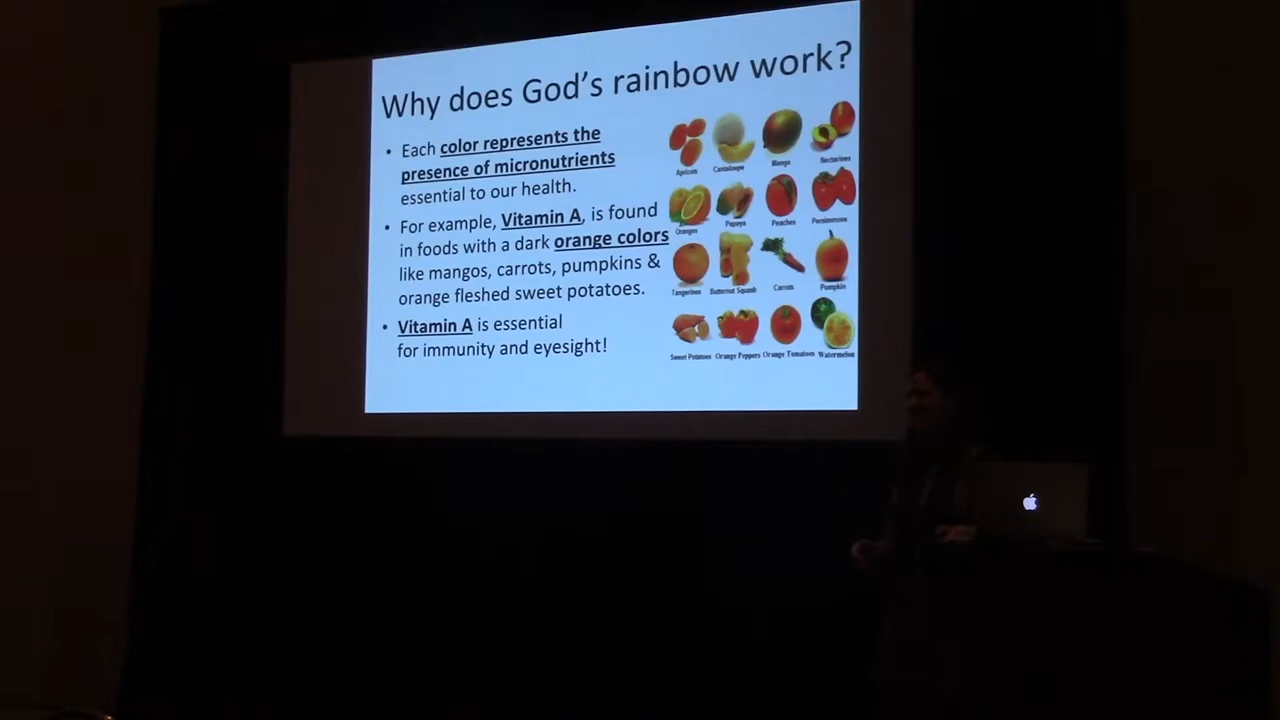 Why does God's rainbow work?
• Each color represents the
presence of micronutrients
essential to our health.
• For example, Vitamin A, is found
in foods with a dark orange colors
like mangos, carrots, pumpkins &
orange fleshed sweet potatoes.
• Vitamin A is essential
for immunity and eyesight!
Apricots Cantaloupe Mango Nectarines
Oranges Papaya Peaches Persimmons
Tangerines Butternut Squash Carrots Pumpkin
Sweet Potatoes Orange Peppers Orange Tomatoes Watermelon